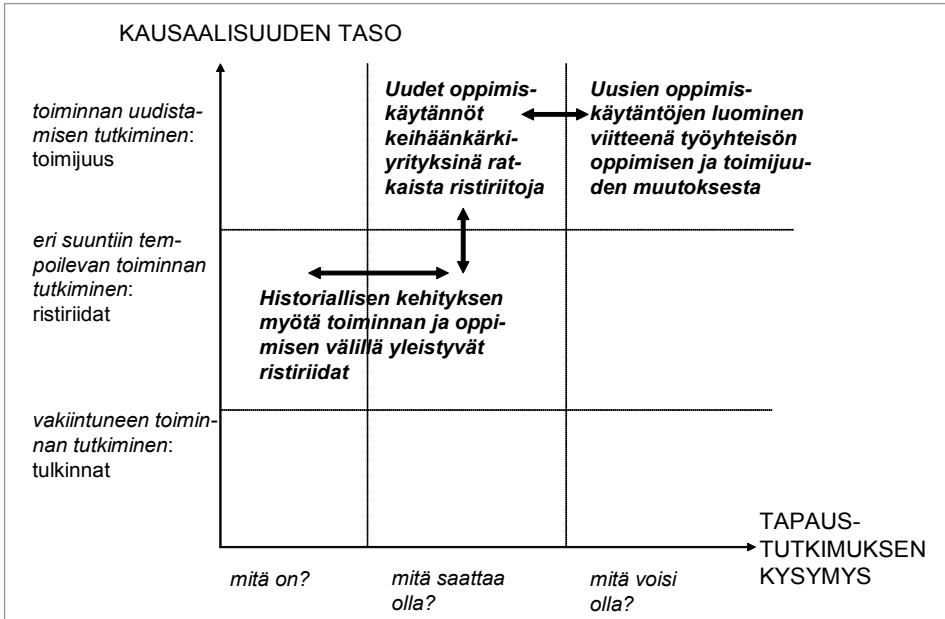 KAUSAALISUUDEN TASO
toiminnan uudista-
misen tutkiminen:
toimijuus
Uudet oppimis-
käytännöt
keihäänkärki-
yrityksinä rat-
kaista ristiriitoja
Uusien oppimis-
käytäntöjen luominen
viitteenä työyhteisön
oppimisen ja toimijuu-
den muutoksesta
eri suuntiin tem-
poilevan toiminnan
tutkiminen:
ristiriidat
Historiallisen kehityksen
myötä toiminnan ja oppi-
misen välillä yleistyvät
ristiriidat
vakiintuneen toimin-
nan tutkiminen:
tulkinnat
TAPAUS-
TUTKIMUKSEN
KYSYMYS
mitä on?
mitä saattaa
olla?
mitä voisi
olla?